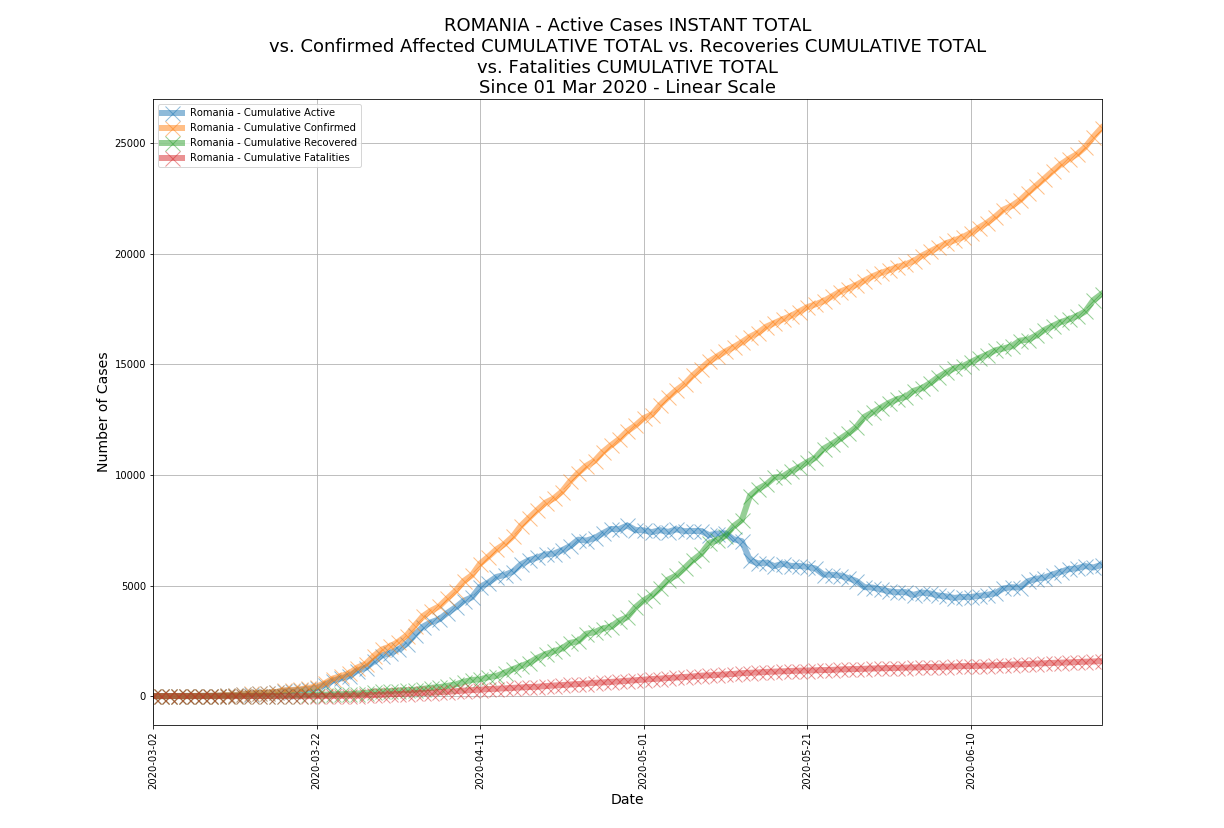 ROMANIA - Active Cases INSTANT TOTAL
vs. Confirmed Affected CUMULATIVE TOTAL vs. Recoveries CUMULATIVE TOTAL
vs. Fatalities CUMULATIVE TOTAL
Since 01 Mar 2020 - Linear Scale
Romania - Cumulative Active
Romania - Cumulative Confirmed
Romania - Cumulative Recovered
Romania - Cumulative Fatalities
Number of Cases
25000
20000
15000
10000
5000
0
2020-03-02
2020-03-22
2020-04-11
2020-05-01
2020-05-21
2020-06-10
Date